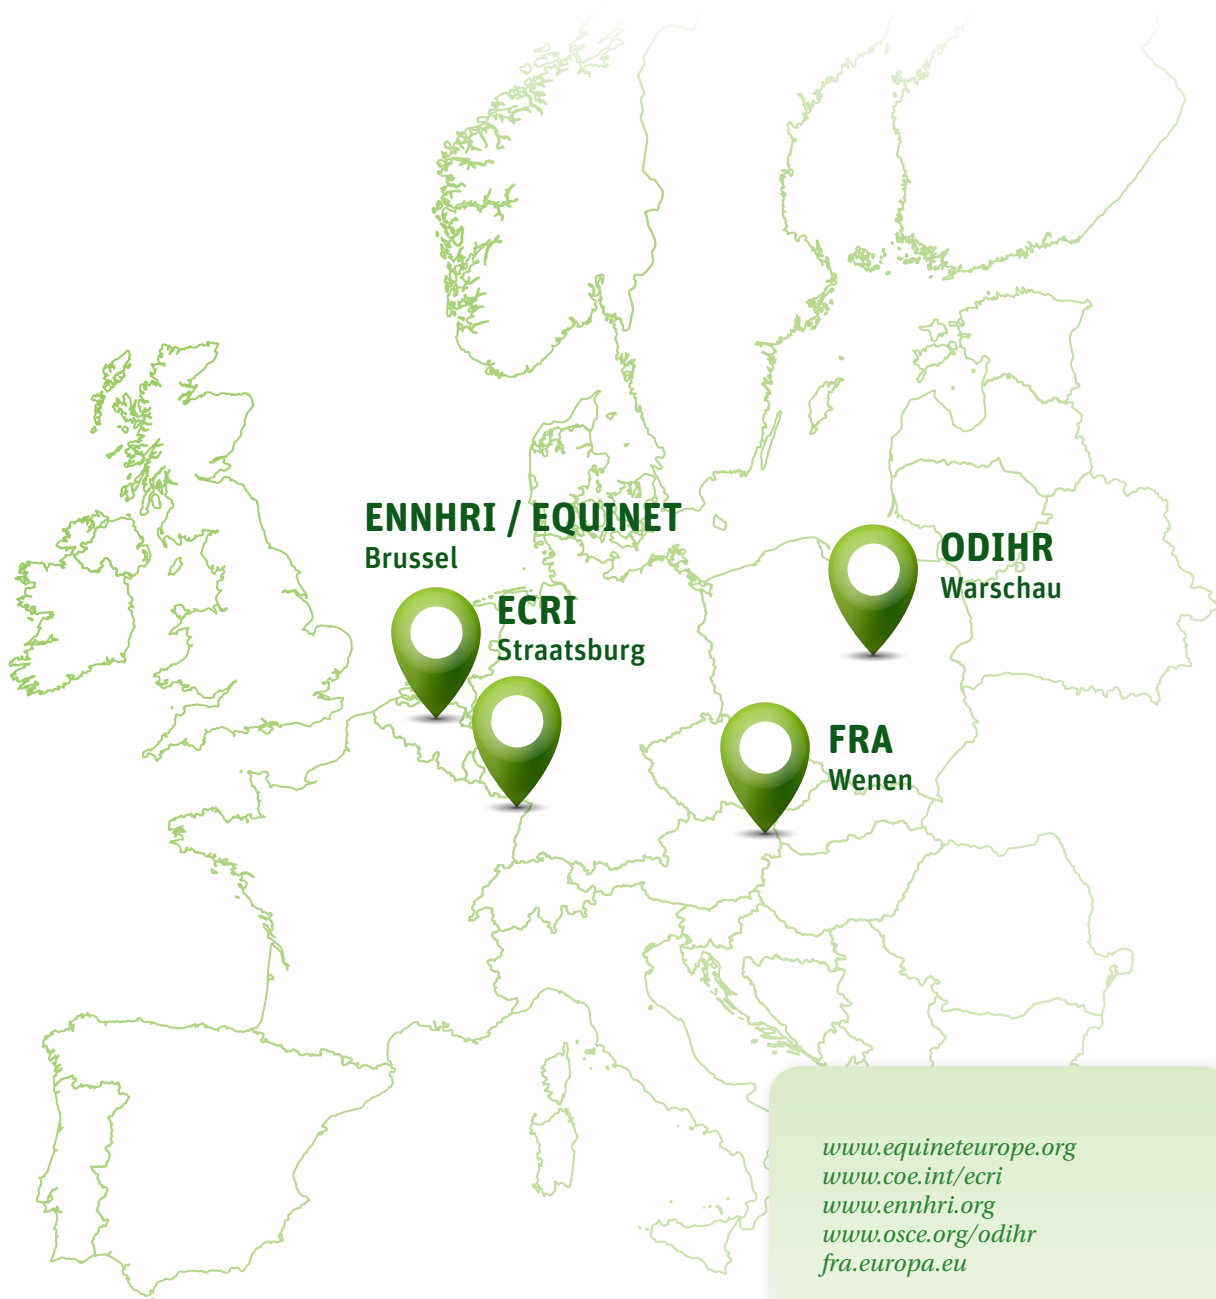 ENNHRI / EQUINET
Brussel
ECRI
Straatsburg
ODIHR
Warschau
FRA
Wenen
www.equineteurope.org
www.coe.int/ecri
www.ennhri.org
www.osce.org/odihr
fra.europa.eu